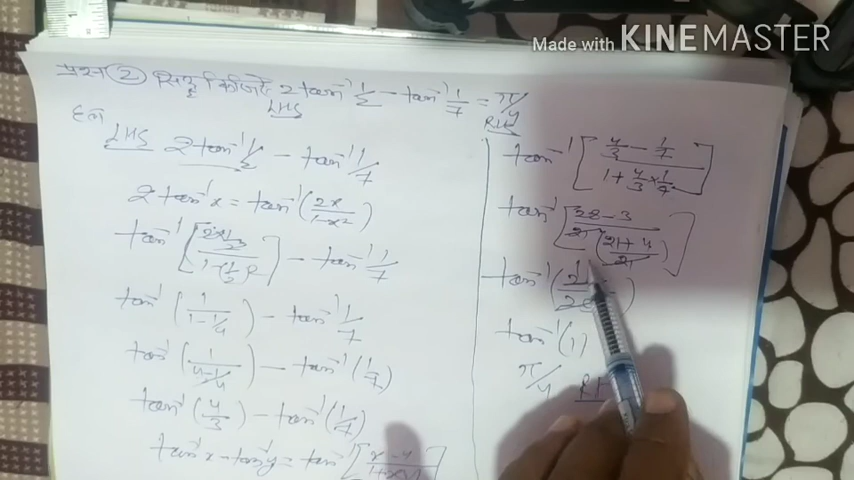 Made with KINEMASTER
प्रश्न (2) सिद्ध किजिये 2 tan⁻¹ 1/2 - tan⁻¹ 1/7 = π/4
LHS
RHS
हल
LHS 2 tan⁻¹ 1/2 - tan⁻¹ 1/7
2 tan⁻¹ x = tan⁻¹ (2x/(1-x²))
tan⁻¹ [(2×1/2)/(1-(1/2)²)] - tan⁻¹ 1/7
tan⁻¹ (1/(1-1/4)) - tan⁻¹ 1/7
tan⁻¹ (1/((4-1)/4)) - tan⁻¹ (1/7)
tan⁻¹ (4/3) - tan⁻¹ (1/7)
tan⁻¹ x - tan⁻¹ y = tan⁻¹ [(x-y)/(1+xy)]
tan⁻¹ [(4/3 - 1/7)/(1 + 4/3 × 1/7)]
tan⁻¹ [(28-3)/21 ((21+4)/21)]
tan⁻¹
tan⁻¹ (1)
π/4